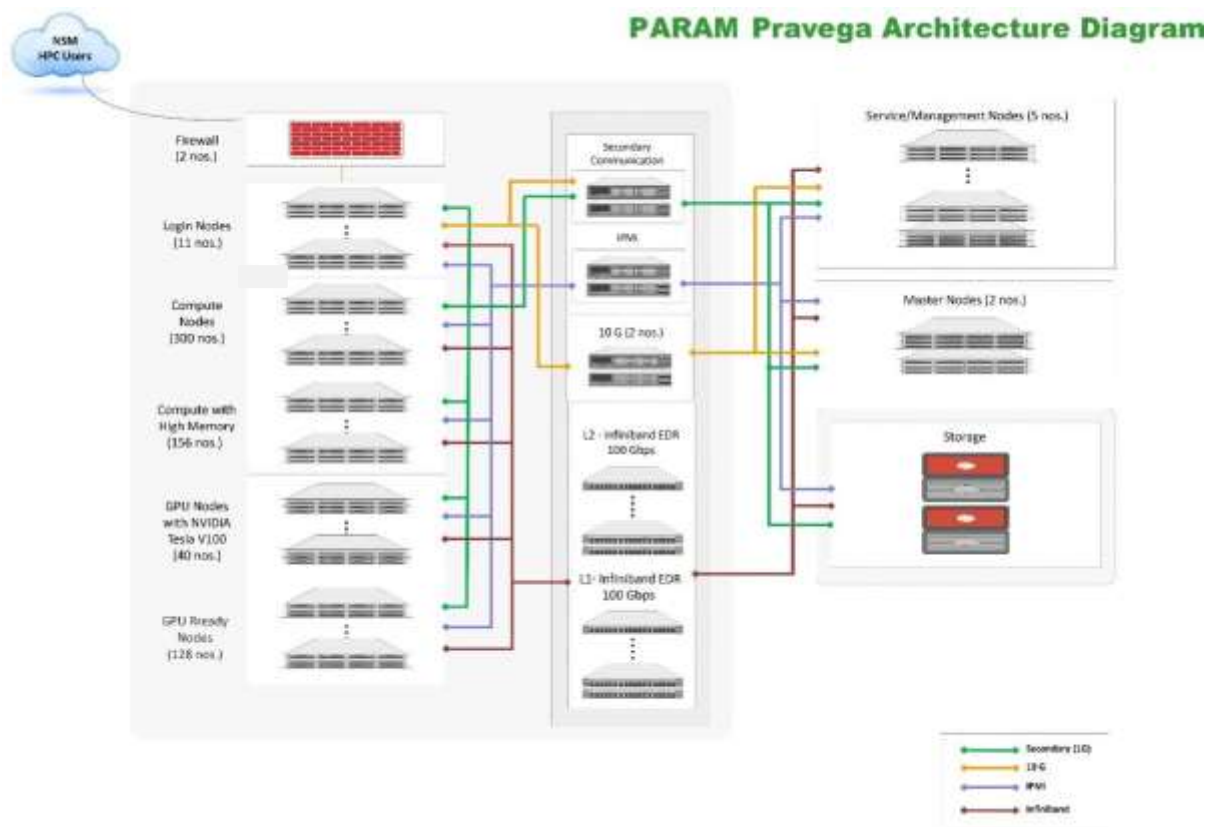 PARAM Pravega Architecture Diagram
NSM
HPC Users
Firewall
(2 nos.)
Login Nodes
(11 nos.)
Compute
Nodes
(300 nos.)
Compute with
High Memory
(156 nos.)
GPU Nodes
with NVIDIA
Tesla V100
(40 nos.)
GPU Rready
Nodes
(128 nos.)
Secondary
Communication
IPMI
10 G (2 nos.)
L2 - Infiniband EDR
100 Gbps
L1- Infiniband EDR
100 Gbps
Service/Management Nodes (5 nos.)
Master Nodes (2 nos.)
Storage
Secondary (1G)
10 G
IPMI
Infiniband